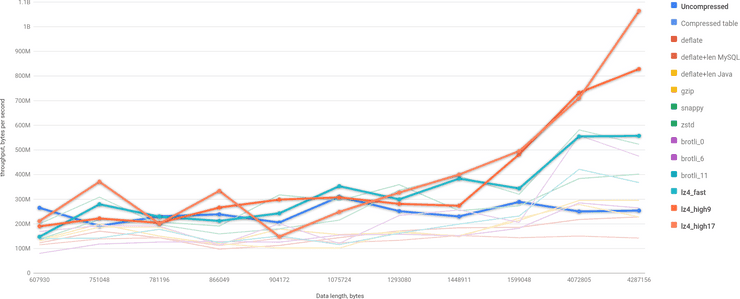 1.1B
1B
900M
800M
700M
600M
500M
400M
300M
200M
100M
0
throughput, bytes per second
607930 751048 781196 866049 904172 1075724 1293080 1448911 1599048 4072805 4287156
Data length, bytes
Uncompressed
Compressed table
deflate
deflate+len MySQL
deflate+len Java
gzip
snappy
zstd
brotli_0
brotli_6
brotli_11
lz4_fast
lz4_high9
lz4_high17